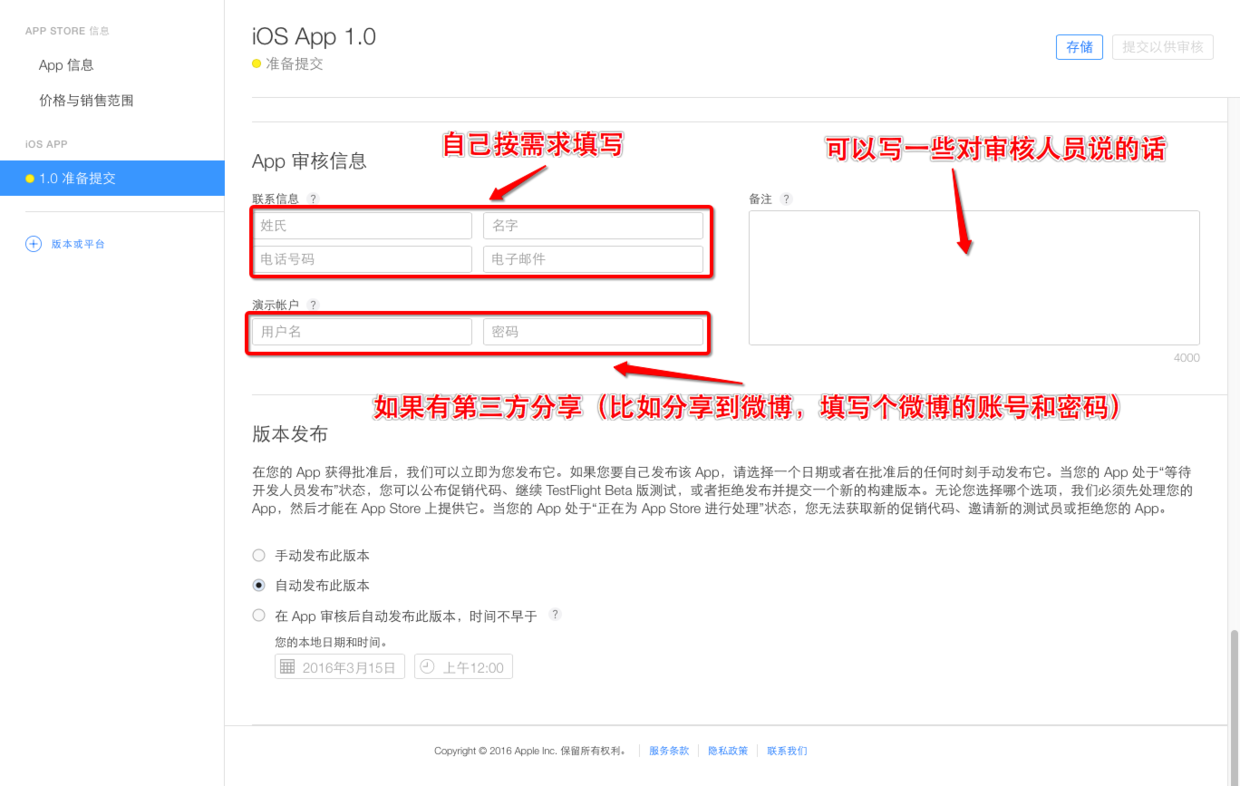 APP STORE 信息
App 信息
价格与销售范围
iOS APP
1.0 准备提交
版本或平台
iOS App 1.0
准备提交
存储
提交以供审核
自己按需求填写
可以写一些对审核人员说的话
App 审核信息
联系信息 ?
备注 ?
姓氏
名字
电话号码
电子邮件
演示帐户 ?
用户名
密码
4000
如果有第三方分享（比如分享到微博，填写个微博的账号和密码）
版本发布
在您的 App 获得批准后，我们可以立即为您发布它。如果您要自己发布该 App，请选择一个日期或者在批准后的任何时刻手动发布它。当您的 App 处于“等待
开发人员发布”状态，您可以公布促销代码、继续 TestFlight Beta 版测试，或者拒绝发布并提交一个新的构建版本。无论您选择哪个选项，我们必须先处理您的
App，然后才能在 App Store 上提供它。当您的 App 处于“正在为 App Store 进行处理”状态，您无法获取新的促销代码、邀请新的测试员或拒绝您的 App。
手动发布此版本
自动发布此版本
在 App 审核后自动发布此版本，时间不早于 ?
您的本地日期和时间。
2016年3月15日
上午12:00
Copyright © 2016 Apple Inc. 保留所有权利。 服务条款 隐私政策 联系我们